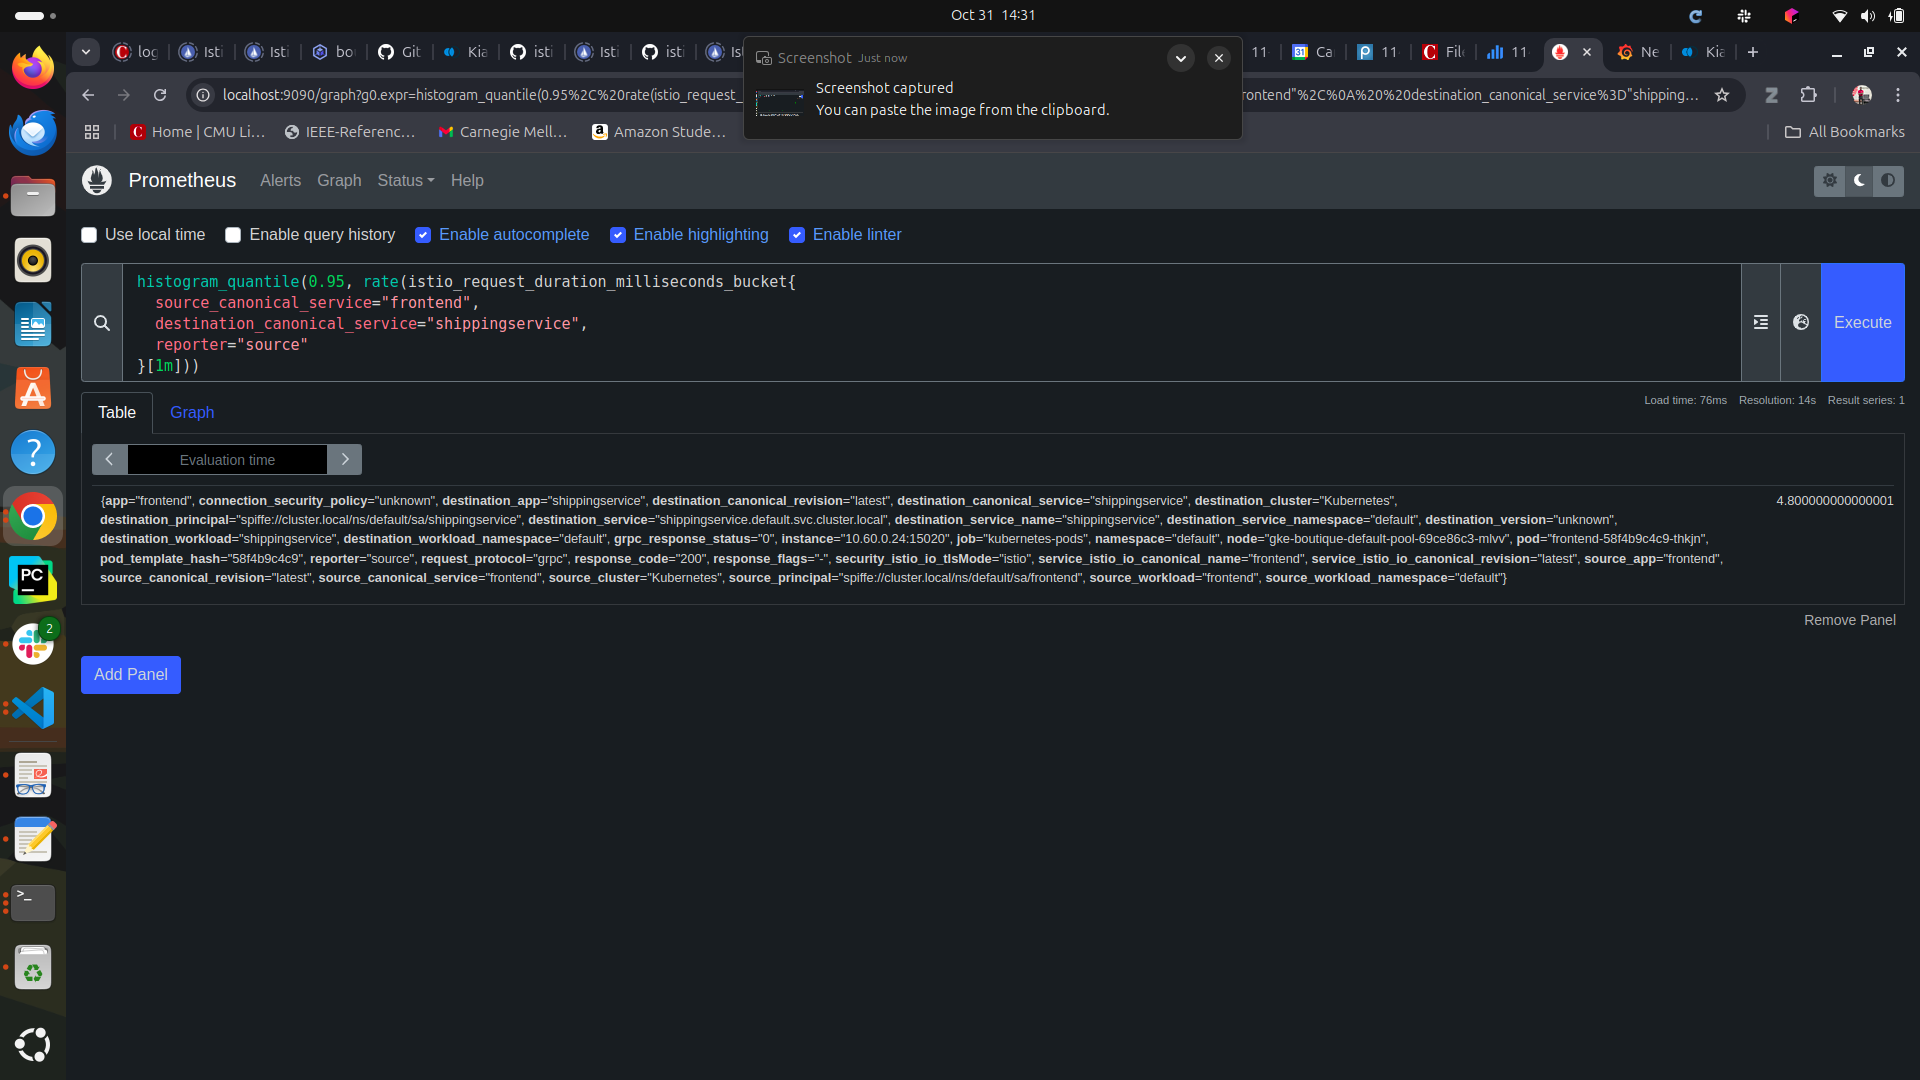 Oct 31 14:31
log
Isti
Isti
bo
Git
Kia
isti
Isti
isti
Is
11
Ca
11
File
11
Ne
Kia
Screenshot Just now
Screenshot captured
You can paste the image from the clipboard.
localhost:9090/graph?g0.expr=histogram_quantile(0.95%2C%20rate(istio_request_
rontend"%2C%0A%20%20destination_canonical_service%3D"shipping...
Home | CMU Li...
IEEE-Referenc...
Carnegie Mell...
Amazon Stude...
All Bookmarks
Prometheus
Alerts
Graph
Status
Help
Use local time
Enable query history
Enable autocomplete
Enable highlighting
Enable linter
histogram_quantile(0.95, rate(istio_request_duration_milliseconds_bucket{
source_canonical_service="frontend",
destination_canonical_service="shippingservice",
reporter="source"
}[1m]))
Execute
Table
Graph
Load time: 76ms Resolution: 14s Result series: 1
Evaluation time
{app="frontend", connection_security_policy="unknown", destination_app="shippingservice", destination_canonical_revision="latest", destination_canonical_service="shippingservice", destination_cluster="Kubernetes", 4.800000000000001
destination_principal="spiffe://cluster.local/ns/default/sa/shippingservice", destination_service="shippingservice.default.svc.cluster.local", destination_service_name="shippingservice", destination_service_namespace="default", destination_version="unknown",
destination_workload="shippingservice", destination_workload_namespace="default", grpc_response_status="0", instance="10.60.0.24:15020", job="kubernetes-pods", namespace="default", node="gke-boutique-default-pool-69ce86c3-mlvv", pod="frontend-58f4b9c4c9-thkjn",
pod_template_hash="58f4b9c4c9", reporter="source", request_protocol="grpc", response_code="200", response_flags="-", security_istio_io_tlsMode="istio", service_istio_io_canonical_name="frontend", service_istio_io_canonical_revision="latest", source_app="frontend",
source_canonical_revision="latest", source_canonical_service="frontend", source_cluster="Kubernetes", source_principal="spiffe://cluster.local/ns/default/sa/frontend", source_workload="frontend", source_workload_namespace="default"}
Remove Panel
Add Panel
PC
2